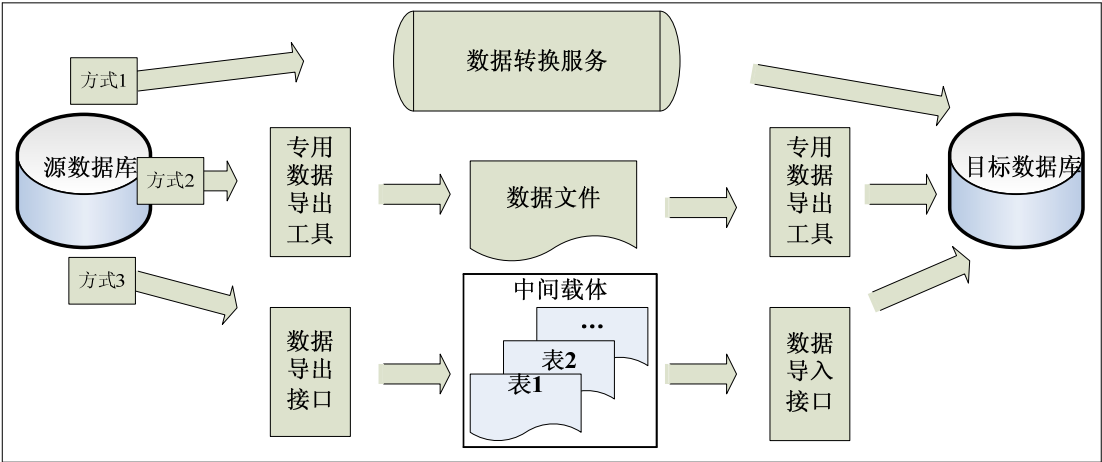 方式1
数据转换服务
源数据库
方式2
专用
数据
导出
工具
数据文件
专用
数据
导出
工具
目标数据库
方式3
数据
导出
接口
中间载体
...
表2
表1
数据
导入
接口